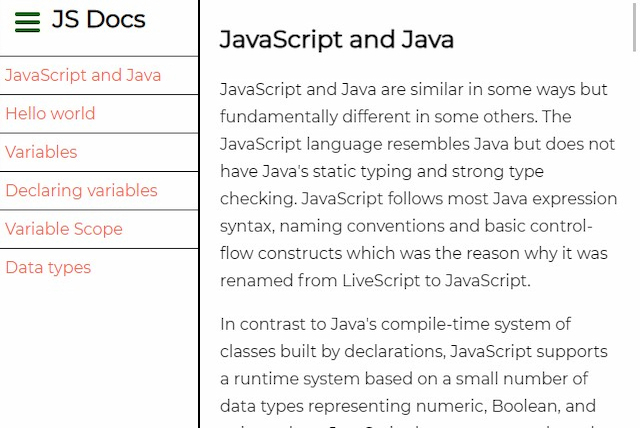 JS Docs
JavaScript and Java
Hello world
Variables
Declaring variables
Variable Scope
Data types
JavaScript and Java
JavaScript and Java are similar in some ways but
fundamentally different in some others. The
JavaScript language resembles Java but does not
have Java's static typing and strong type
checking. JavaScript follows most Java expression
syntax, naming conventions and basic control-
flow constructs which was the reason why it was
renamed from LiveScript to JavaScript.
In contrast to Java's compile-time system of
classes built by declarations, JavaScript supports
a runtime system based on a small number of
data types representing numeric, Boolean, and